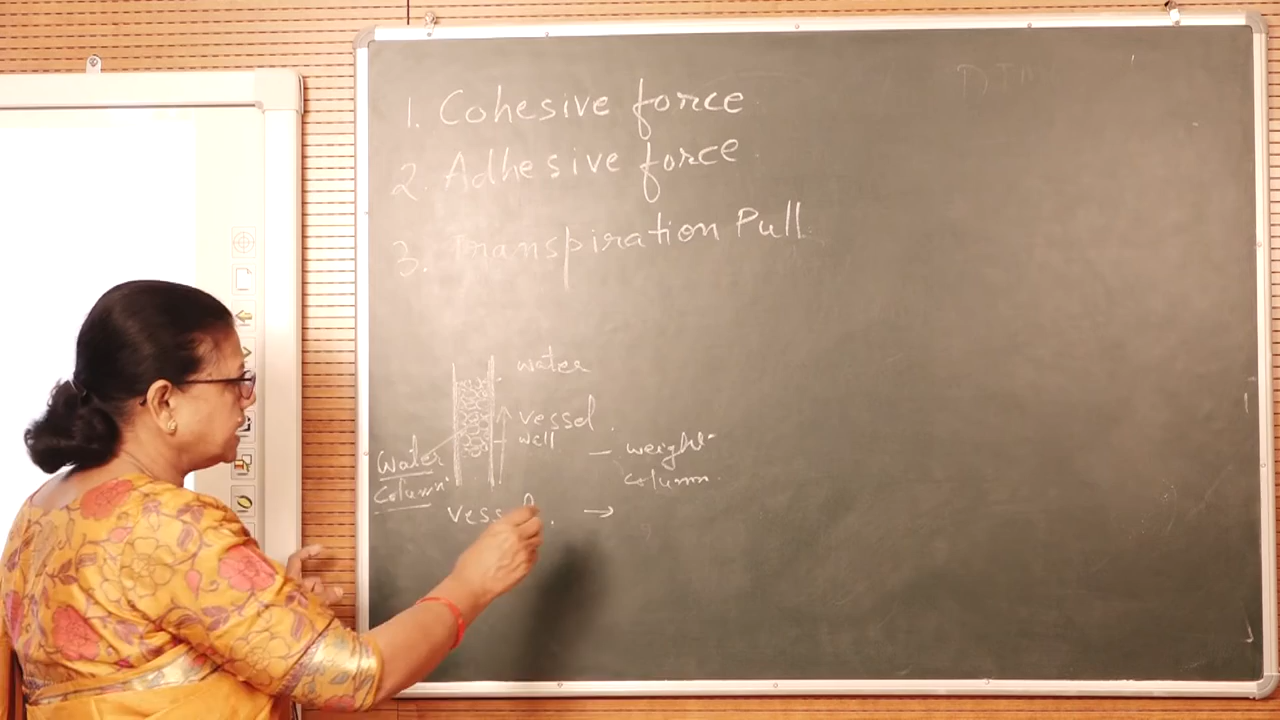 1. Cohesive force
2. Adhesive force
3. Transpiration Pull
water
vessel
wall
Water
Column
weight
column
→